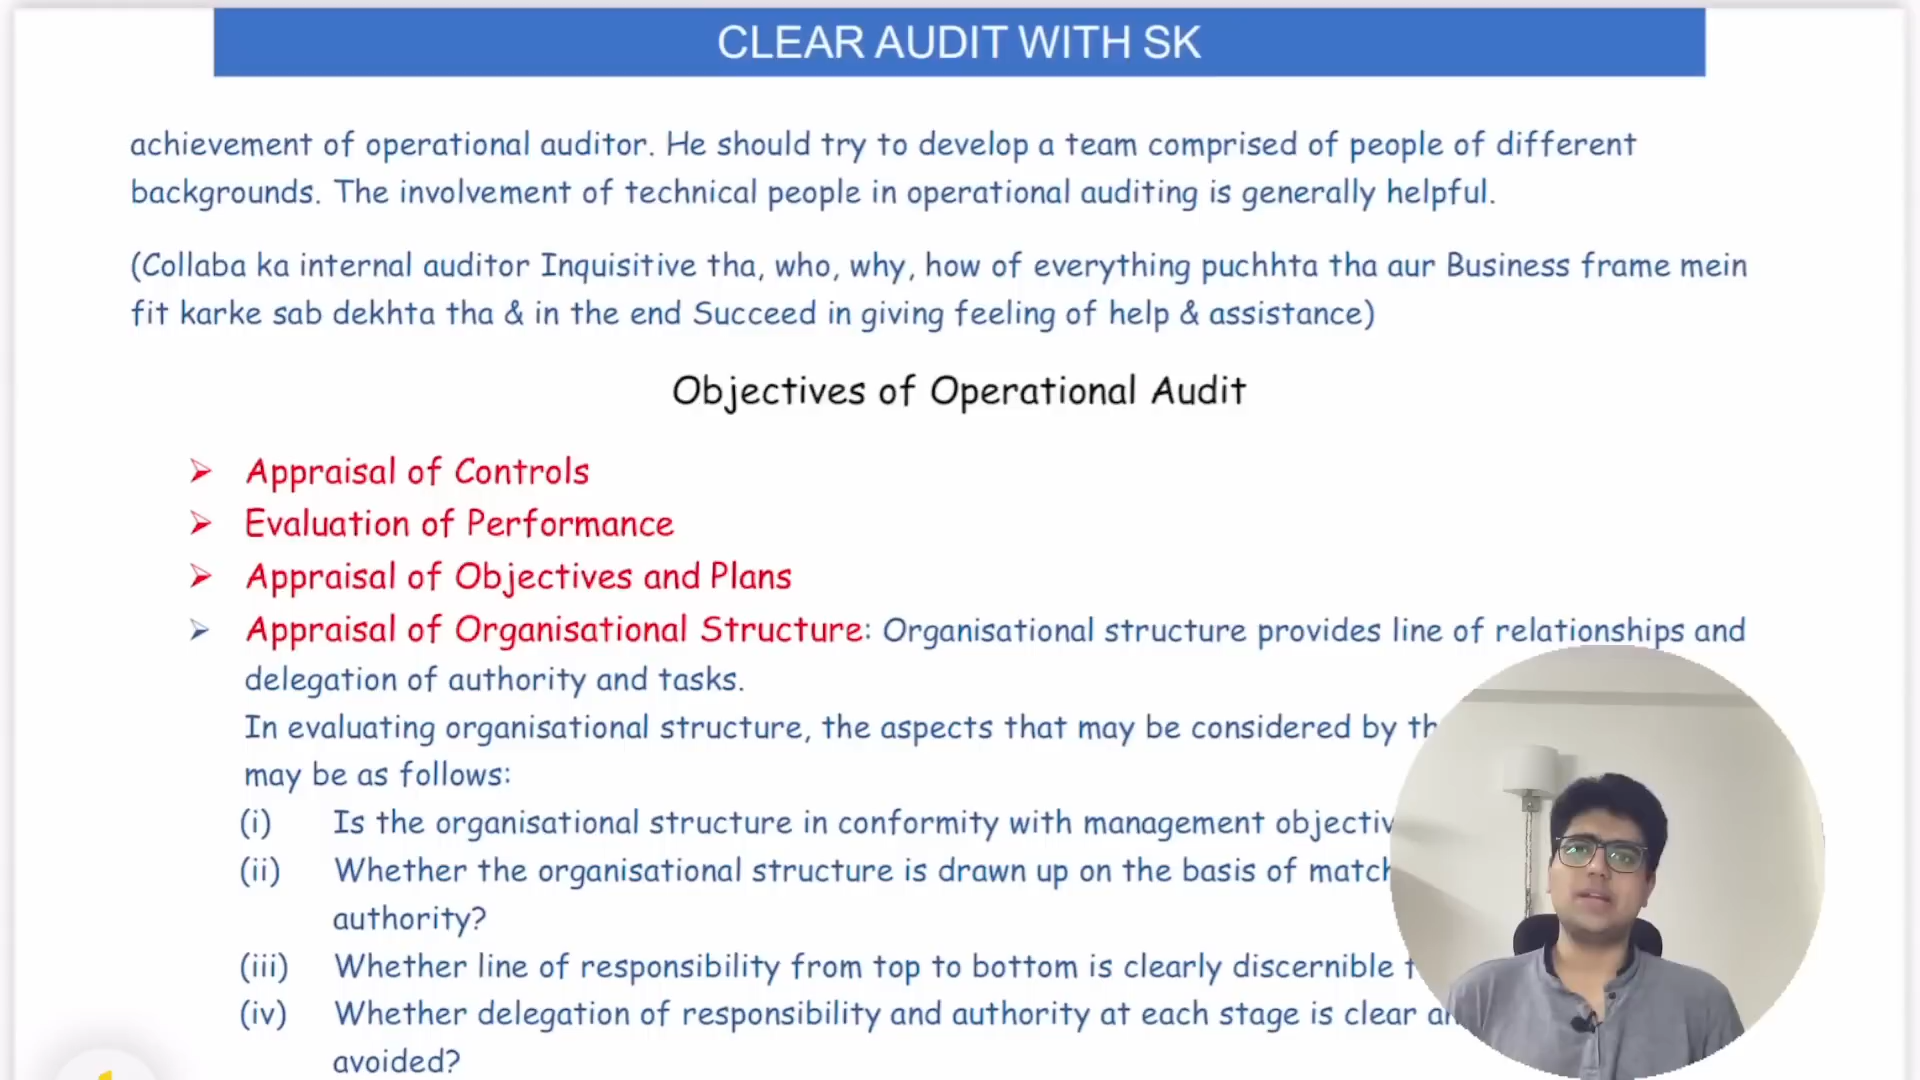 CLEAR AUDIT WITH SK
achievement of operational auditor. He should try to develop a team comprised of people of different
backgrounds. The involvement of technical people in operational auditing is generally helpful.
(Collaba ka internal auditor Inquisitive tha, who, why, how of everything puchhta tha aur Business frame mein
fit karke sab dekhta tha & in the end Succeed in giving feeling of help & assistance)
Objectives of Operational Audit
➢ Appraisal of Controls
➢ Evaluation of Performance
➢ Appraisal of Objectives and Plans
➢ Appraisal of Organisational Structure: Organisational structure provides line of relationships and
delegation of authority and tasks.
In evaluating organisational structure, the aspects that may be considered by
may be as follows:
(i) Is the organisational structure in conformity with management
(ii) Whether the organisational structure is drawn up on the basis of
authority?
(iii) Whether line of responsibility from top to bottom is clearly discernible
(iv) Whether delegation of responsibility and authority at each stage is clear
avoided?